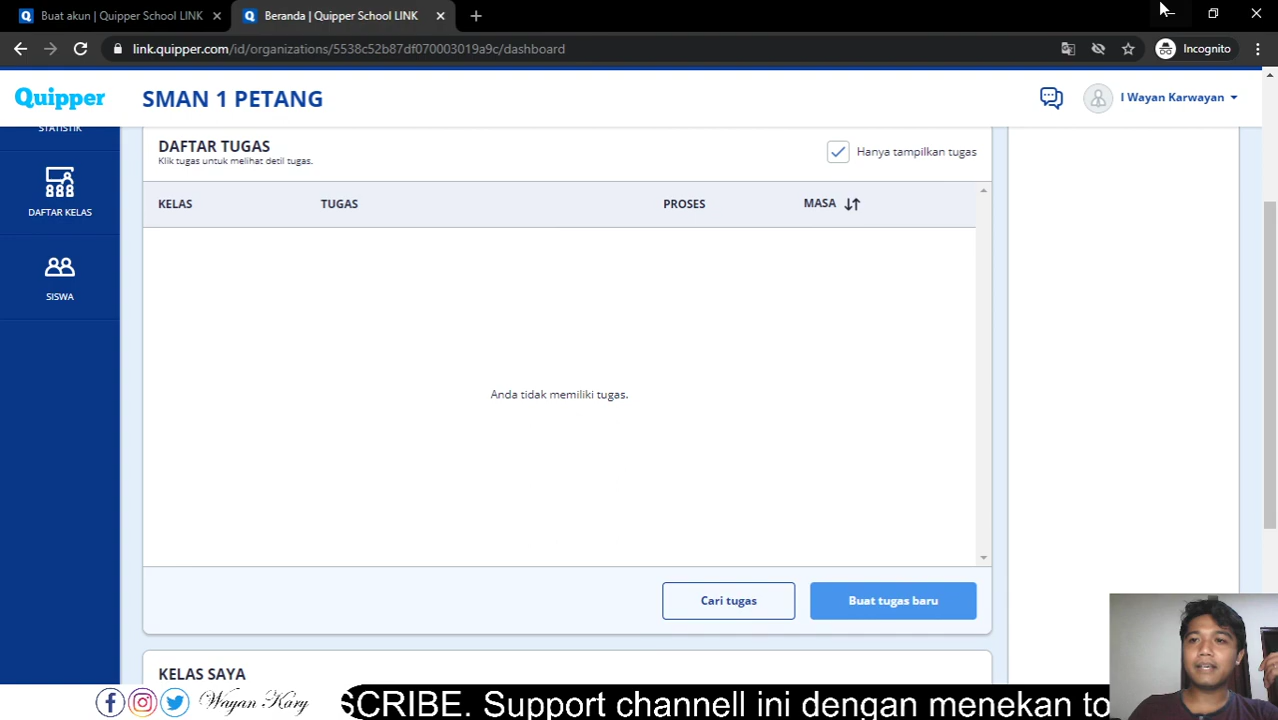 Buat akun | Quipper School LINK
Beranda | Quipper School LINK
link.quipper.com/id/organizations/5538c52b87df070003019a9c/dashboard
Incognito
Quipper
SMAN 1 PETANG
I Wayan Karwayan
STATISTIK
DAFTAR KELAS
SISWA
DAFTAR TUGAS
Klik tugas untuk melihat detil tugas.
Hanya tampilkan tugas
KELAS TUGAS PROSES MASA
Anda tidak memiliki tugas.
Cari tugas
Buat tugas baru
KELAS SAYA
Wayan Kary
SCRIBE. Support channell ini dengan menekan to